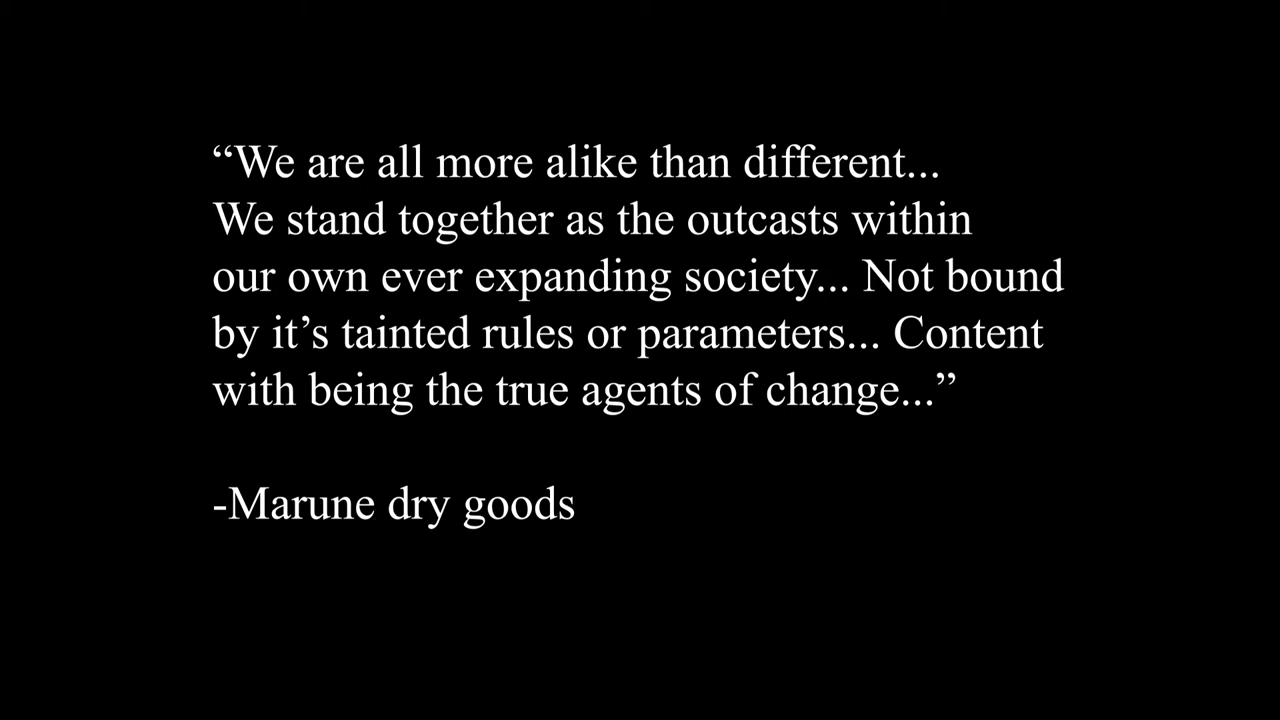 “We are all more alike than different...
We stand together as the outcasts within
our own ever expanding society... Not bound
by it’s tainted rules or parameters... Content
with being the true agents of change...”
-Marune dry goods